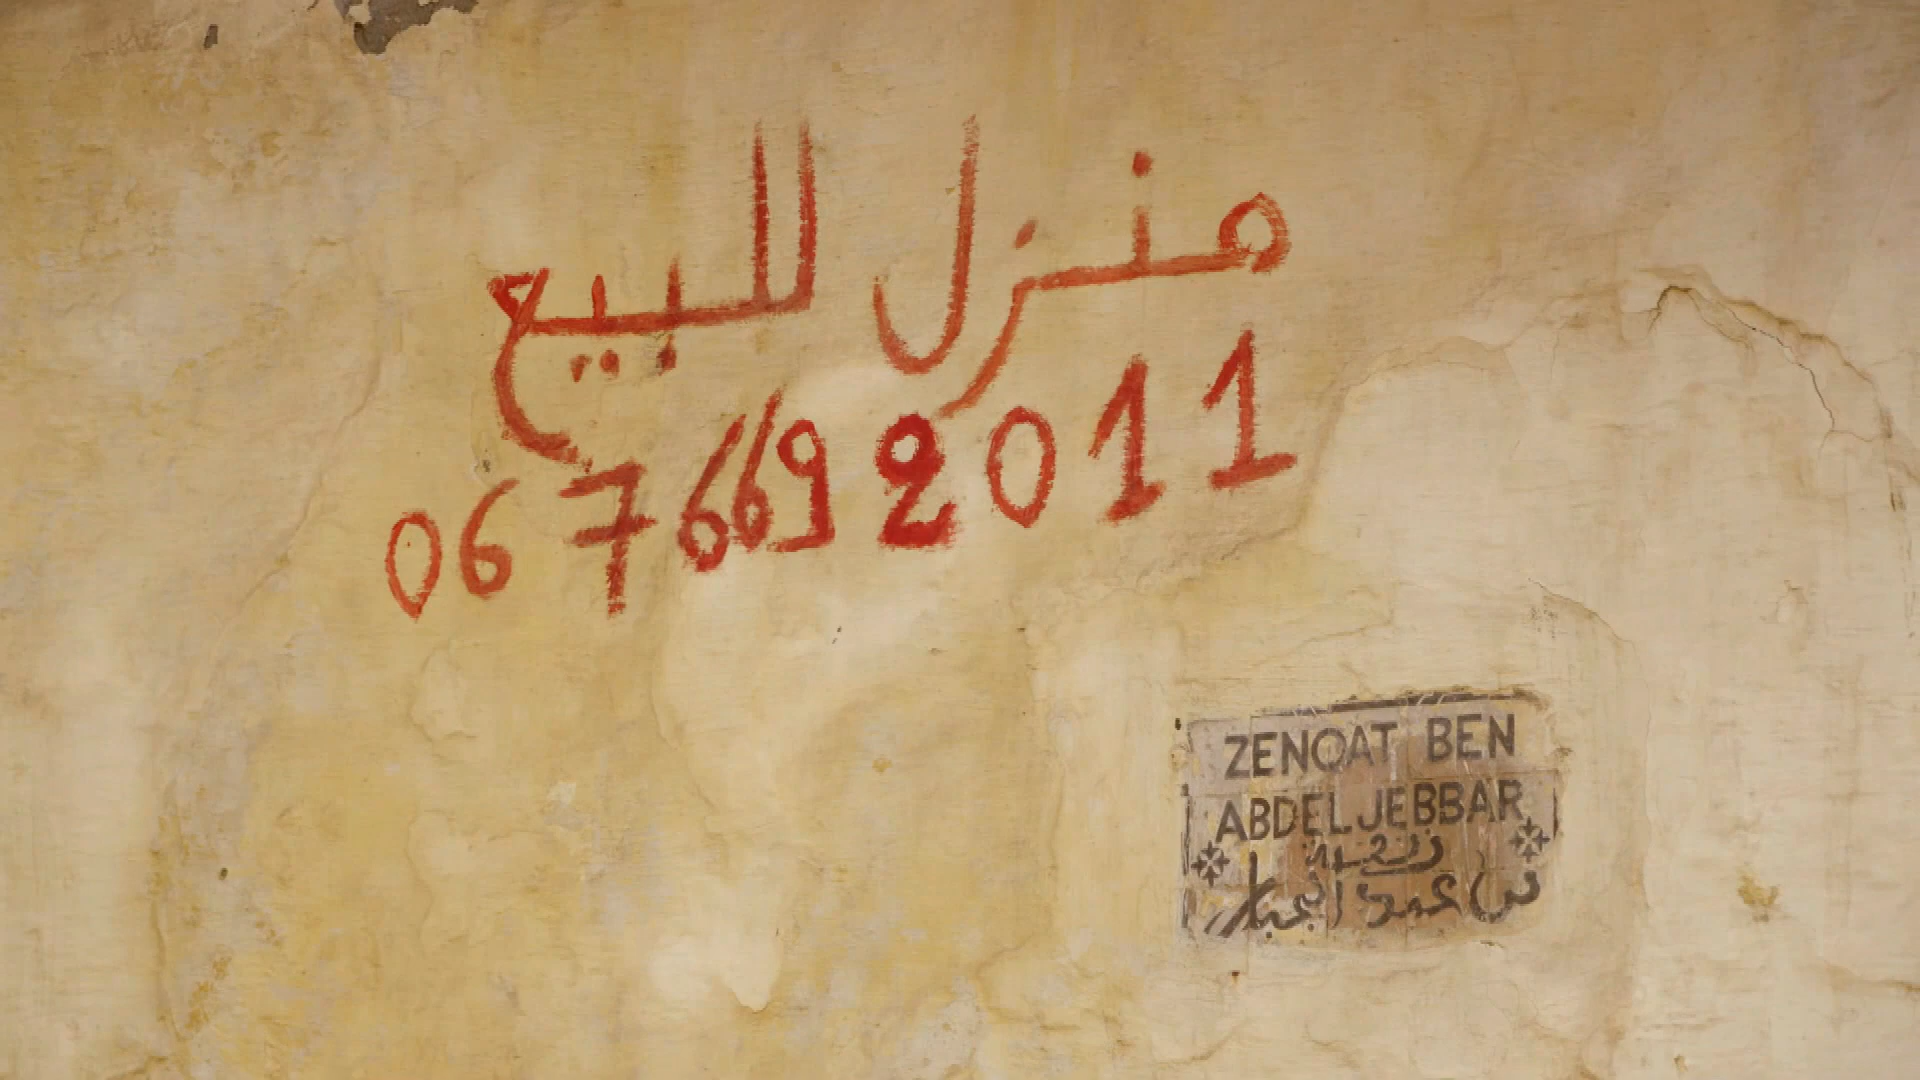 منزل للبيع
0676692011
ZENQAT BEN
ABDELJEBBAR
زنقة
بن عبد الجبار